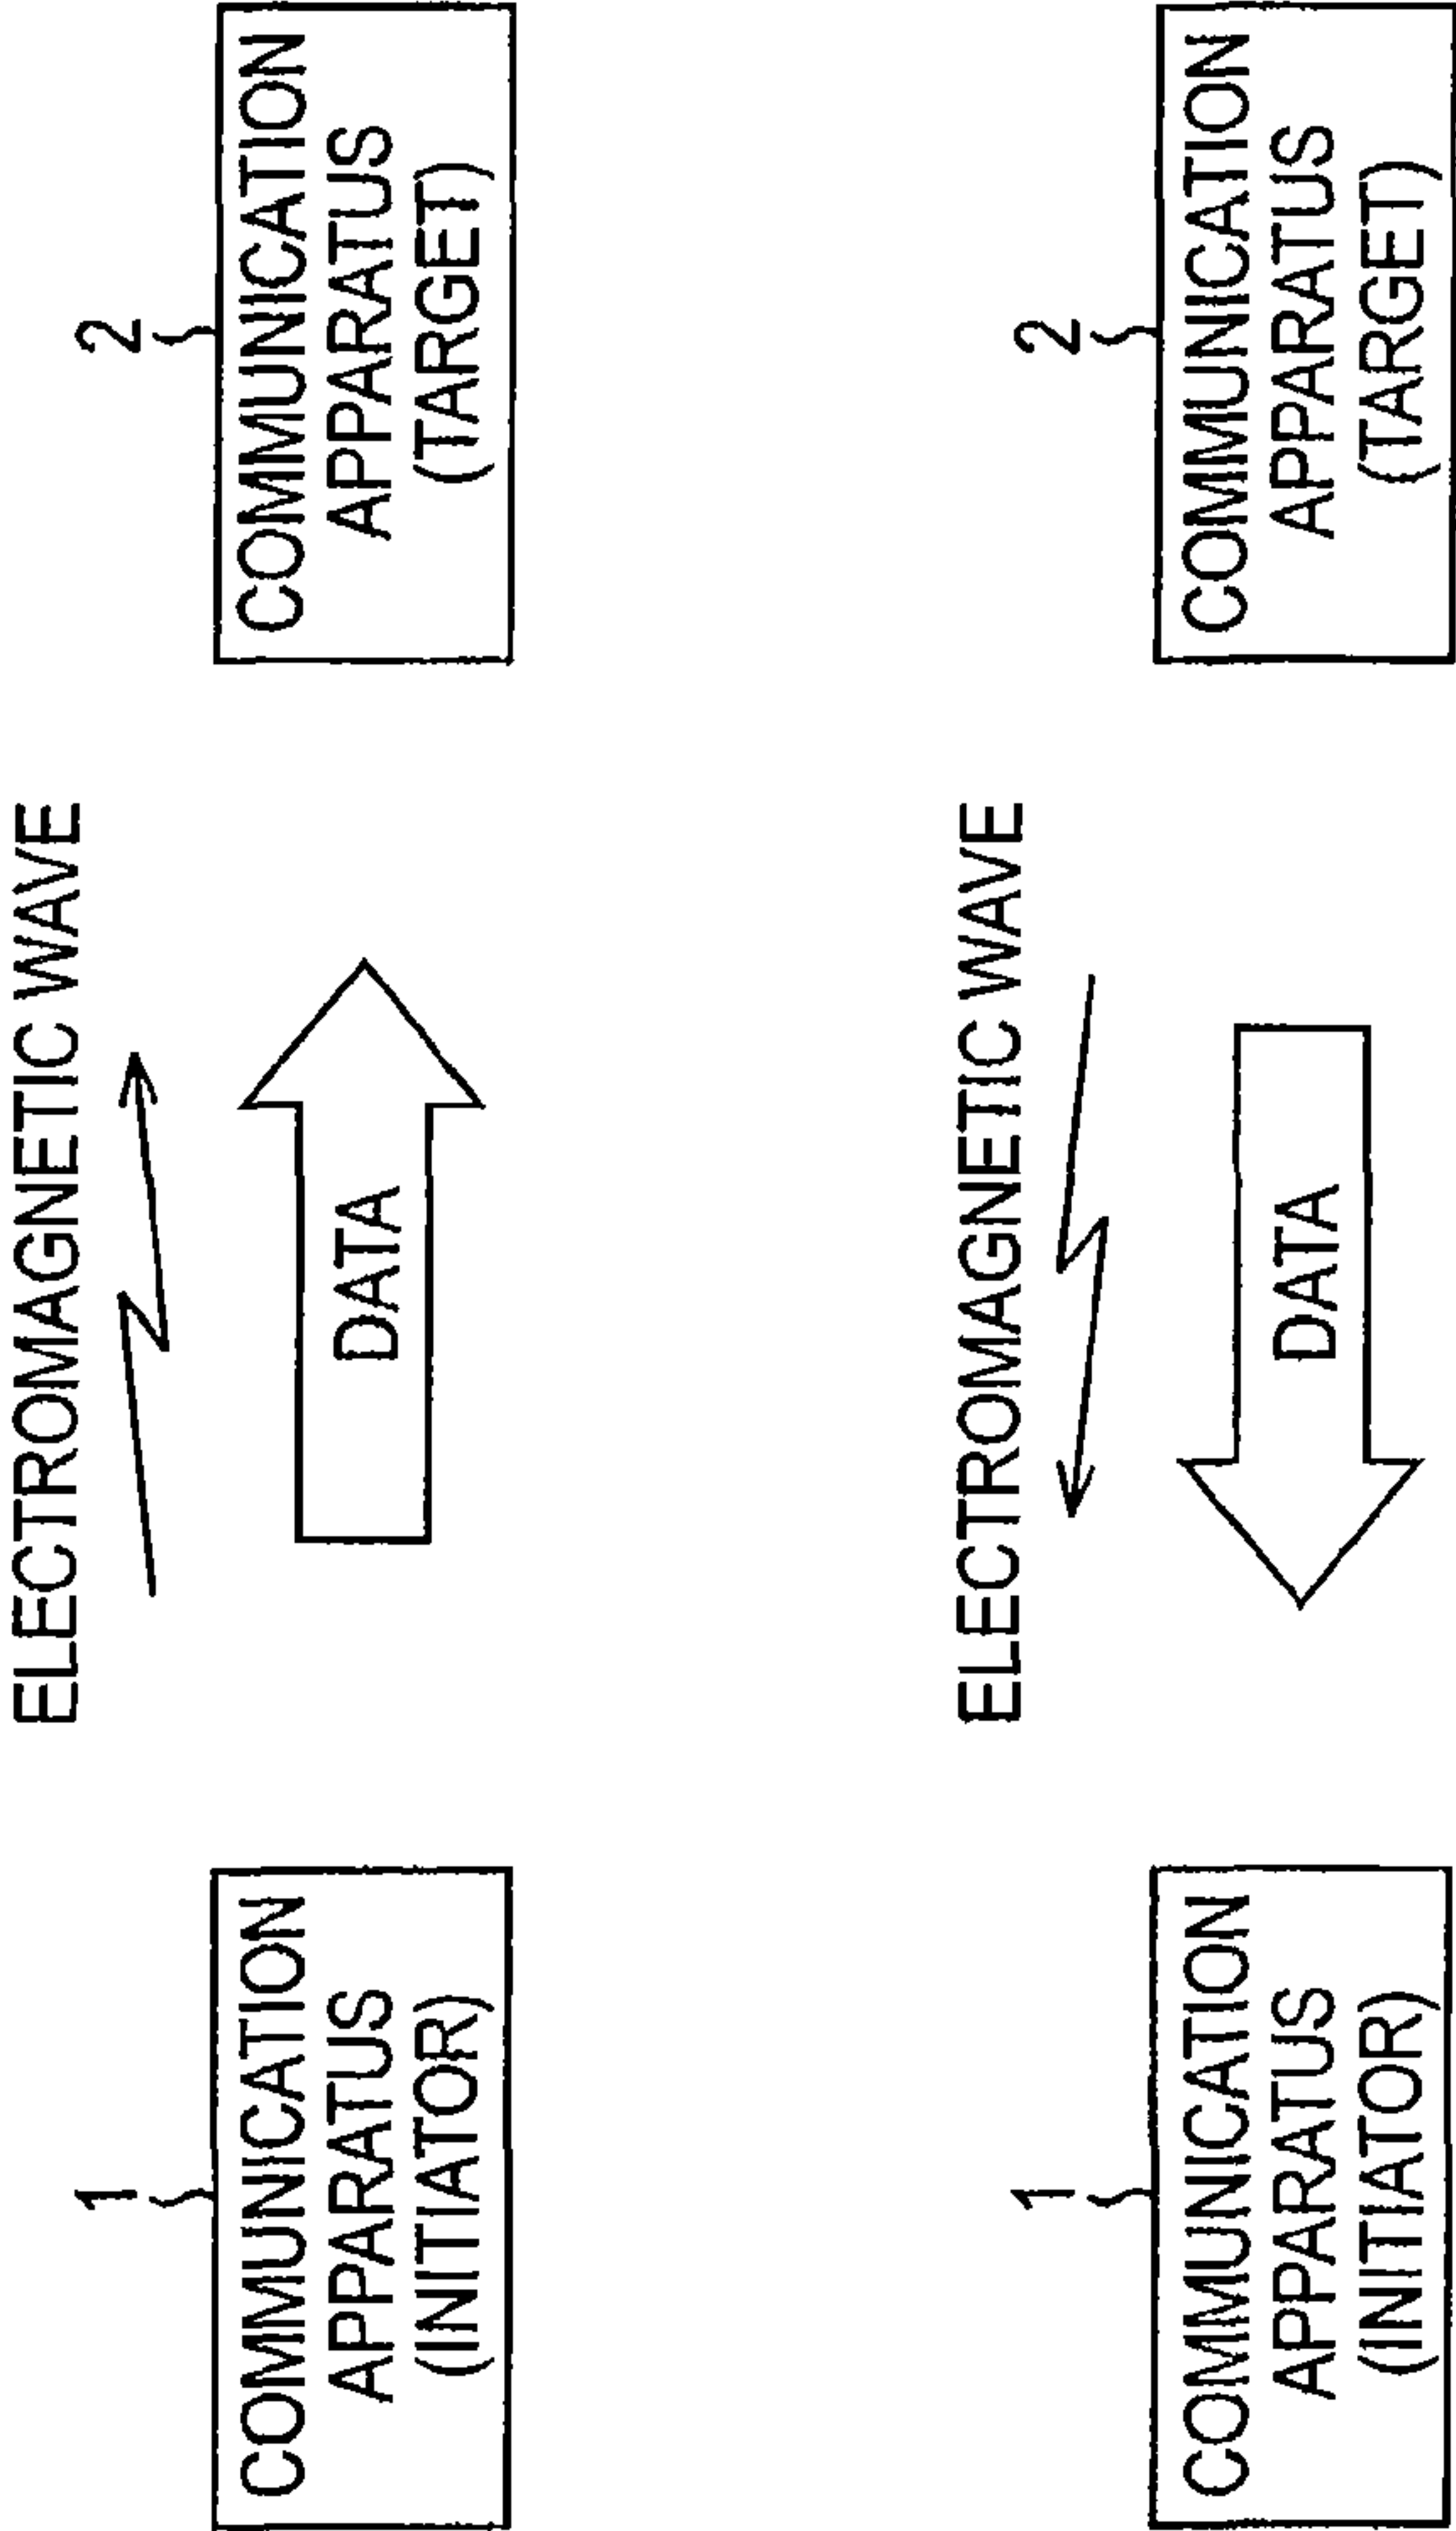 ELECTROMAGNETIC WAVE
1
2
COMMUNICATION
APPARATUS
(INITIATOR)
DATA
COMMUNICATION
APPARATUS
(TARGET)
ELECTROMAGNETIC WAVE
1
2
COMMUNICATION
APPARATUS
(INITIATOR)
DATA
COMMUNICATION
APPARATUS
(TARGET)